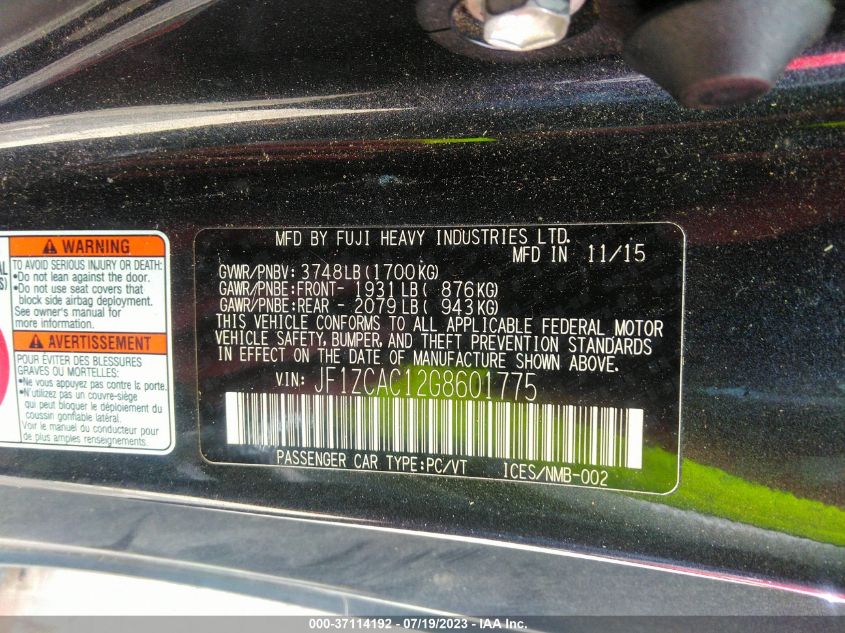 WARNING
TO AVOID SERIOUS INJURY OR DEATH:
•Do not lean against the door.
•Do not use seat covers that
block side airbag deployment.
See owner's manual for
more information.
AVERTISSEMENT
POUR ÉVITER DES BLESSURES
GRAVES OU LA MORT:
•Ne vous appuyez pas contre la porte.
•N'utilisez pas un couvre-siège
qui bloquez le déploiement du
coussin gonflable latéral.
Voir le manuel du conducteur pour
de plus amples renseignements.
MFD BY FUJI HEAVY INDUSTRIES LTD.
MFD IN 11/15
GVWR/PNBV: 3748LB(1700KG)
GAWR/PNBE:FRONT- 1931LB( 876KG)
GAWR/PNBE:REAR - 2079LB( 943KG)
THIS VEHICLE CONFORMS TO ALL APPLICABLE FEDERAL MOTOR
VEHICLE SAFETY, BUMPER, AND THEFT PREVENTION STANDARDS
IN EFFECT ON THE DATE OF MANUFACTURE SHOWN ABOVE.
VIN: JF1ZCAC12G8601775
PASSENGER CAR TYPE:PC/VT ICES/NMB-002
000-37114192 - 07/19/2023 - IAA Inc.